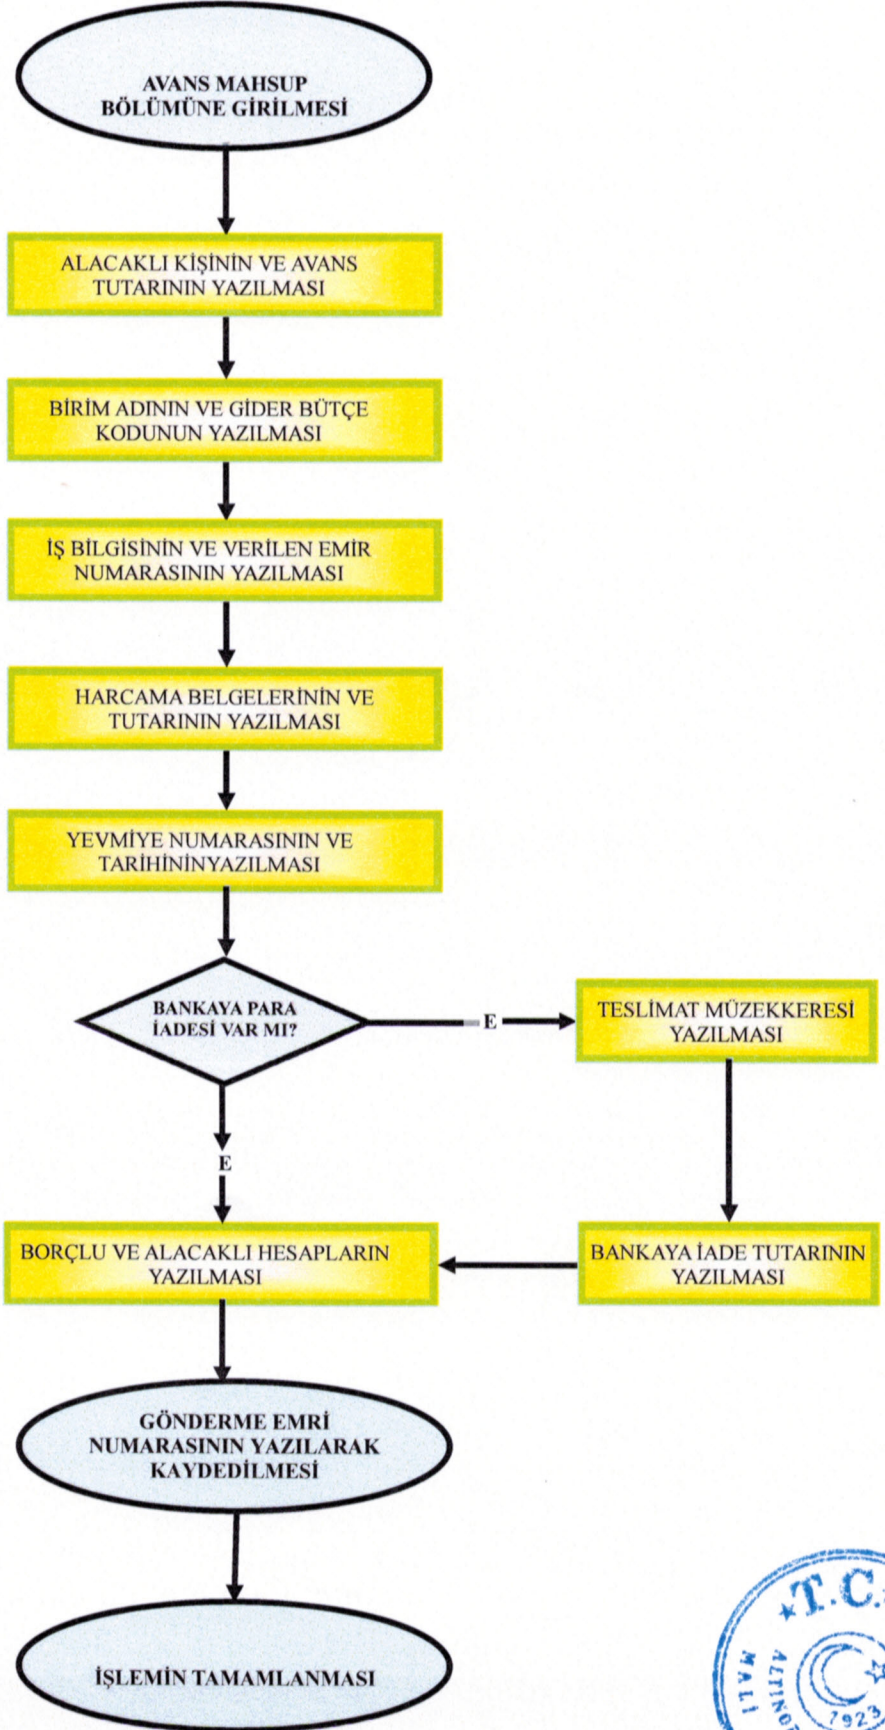 AVANS MAHSUP
BÖLÜMÜNE GİRİLMESİ
ALACAKLI KİŞİNİN VE AVANS
TUTARININ YAZILMASI
BİRİM ADININ VE GİDER BÜTÇE
KODUNUN YAZILMASI
İŞ BİLGİSİNİN VE VERİLEN EMİR
NUMARASININ YAZILMASI
HARCAMA BELGELERİNİN VE
TUTARININ YAZILMASI
YEVMİYE NUMARASININ VE
TARİHİNİNYAZILMASI
BANKAYA PARA
İADESİ VAR MI?
E
TESLİMAT MÜZEKKERESİ
YAZILMASI
E
BORÇLU VE ALACAKLI HESAPLARIN
YAZILMASI
BANKAYA İADE TUTARININ
YAZILMASI
GÖNDERME EMRİ
NUMARASININ YAZILARAK
KAYDEDİLMESİ
İŞLEMİN TAMAMLANMASI
T.C.
MALİ
1923